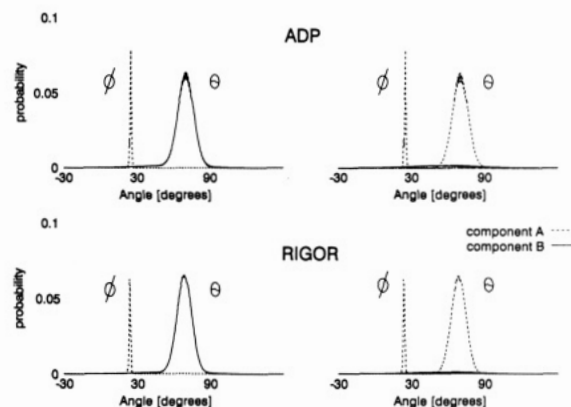 0.1
ADP
ϕ θ ϕ θ
0.05
probability
0
-30 30 90 -30 30 90
Angle [degrees] Angle [degrees]
0.1
component A
component B
RIGOR
ϕ θ ϕ θ
0.05
probability
0
-30 30 90 -30 30 90
Angle [degrees] Angle [degrees]